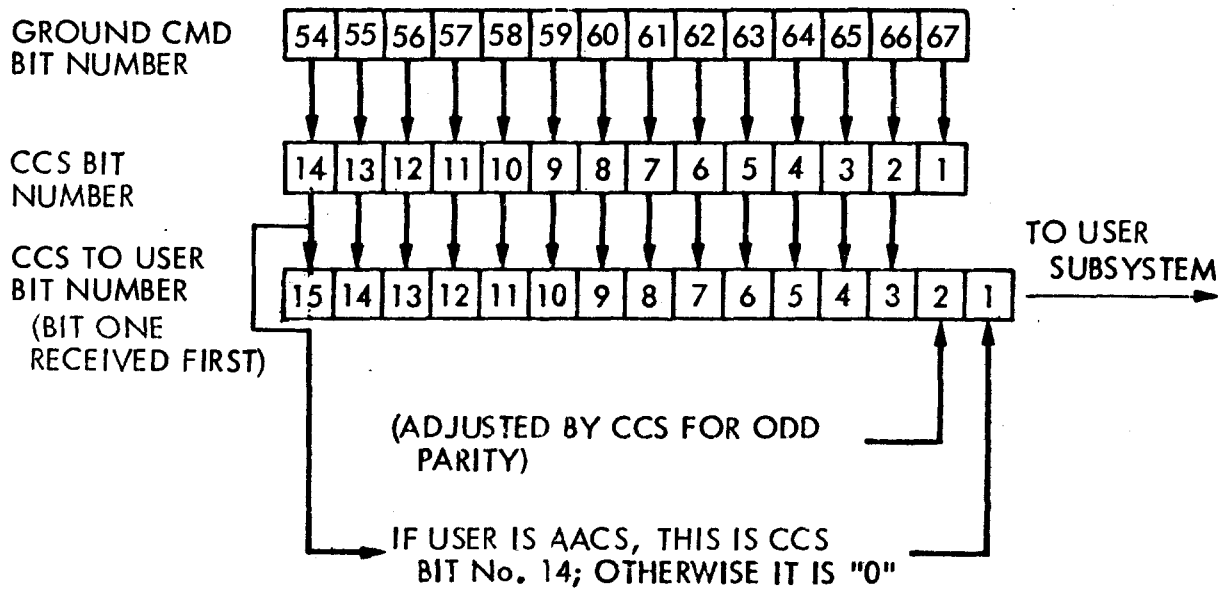 GROUND CMD
BIT NUMBER
54 55 56 57 58 59 60 61 62 63 64 65 66 67
CCS BIT
NUMBER
14 13 12 11 10 9 8 7 6 5 4 3 2 1
CCS TO USER
BIT NUMBER
(BIT ONE
RECEIVED FIRST)
15 14 13 12 11 10 9 8 7 6 5 4 3 2 1
TO USER
SUBSYSTEM
(ADJUSTED BY CCS FOR ODD
PARITY)
IF USER IS AACS, THIS IS CCS
BIT No. 14; OTHERWISE IT IS "0"